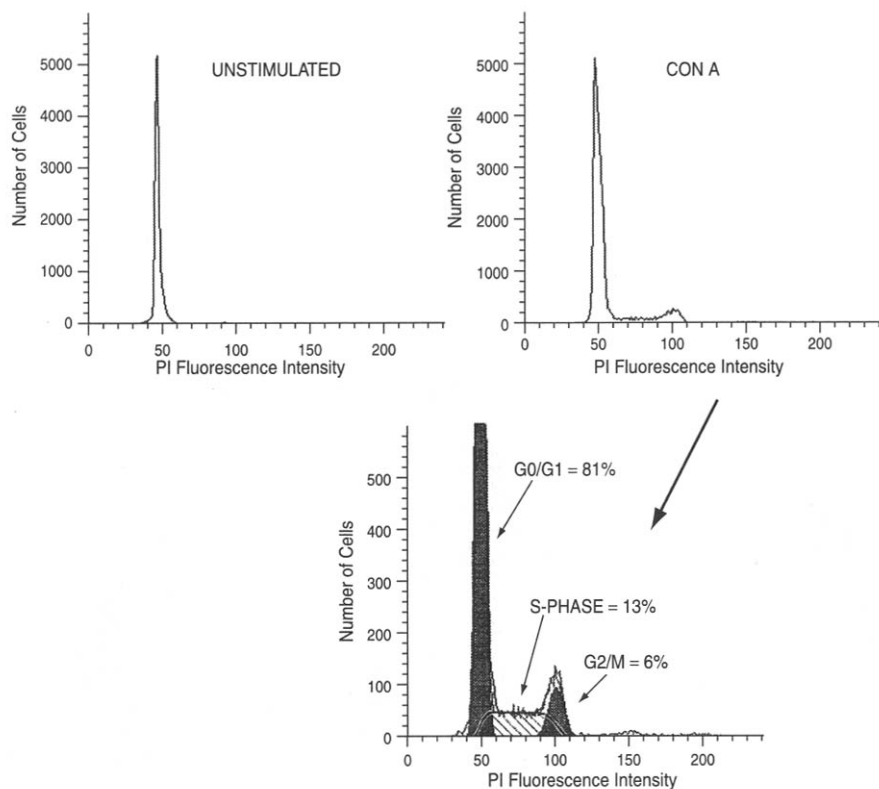 UNSTIMULATED
Number of Cells
5000
4000
3000
2000
1000
0
0 50 100 150 200
PI Fluorescence Intensity
CON A
Number of Cells
5000
4000
3000
2000
1000
0
0 50 100 150 200
PI Fluorescence Intensity
Number of Cells
500
400
300
200
100
0
G0/G1 = 81%
S-PHASE = 13%
G2/M = 6%
0 50 100 150 200
PI Fluorescence Intensity